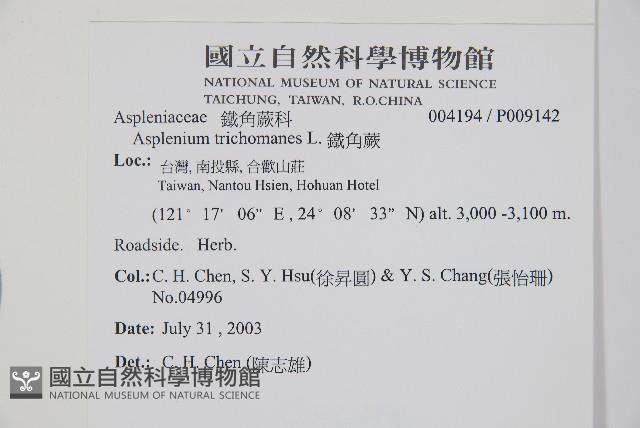 國立自然科學博物館
NATIONAL MUSEUM OF NATURAL SCIENCE
TAICHUNG, TAIWAN, R.O.CHINA
Aspleniaceae 鐵角蕨科 004194 / P009142
Asplenium trichomanes L. 鐵角蕨
Loc.: 台灣, 南投縣, 合歡山莊
Taiwan, Nantou Hsien, Hohuan Hotel
(121° 17' 06" E , 24° 08' 33" N) alt. 3,000 -3,100 m.
Roadside. Herb.
Col.: C. H. Chen, S. Y. Hsu(徐昇圓) & Y. S. Chang(張怡珊)
No.04996
Date: July 31 , 2003
Det.: C. H. Chen (陳志雄)
國立自然科學博物館
NATIONAL MUSEUM OF NATURAL SCIENCE